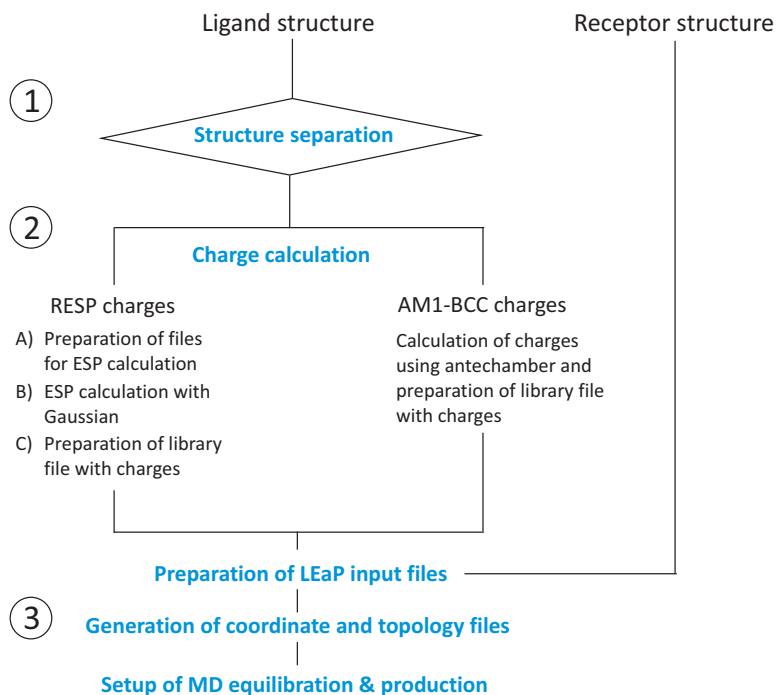 Ligand structure
Receptor structure
1
Structure separation
2
Charge calculation
RESP charges
A) Preparation of files
for ESP calculation
B) ESP calculation with
Gaussian
C) Preparation of library
file with charges
AM1-BCC charges
Calculation of charges
using antechamber and
preparation of library file
with charges
Preparation of LEaP input files
3
Generation of coordinate and topology files
Setup of MD equilibration & production